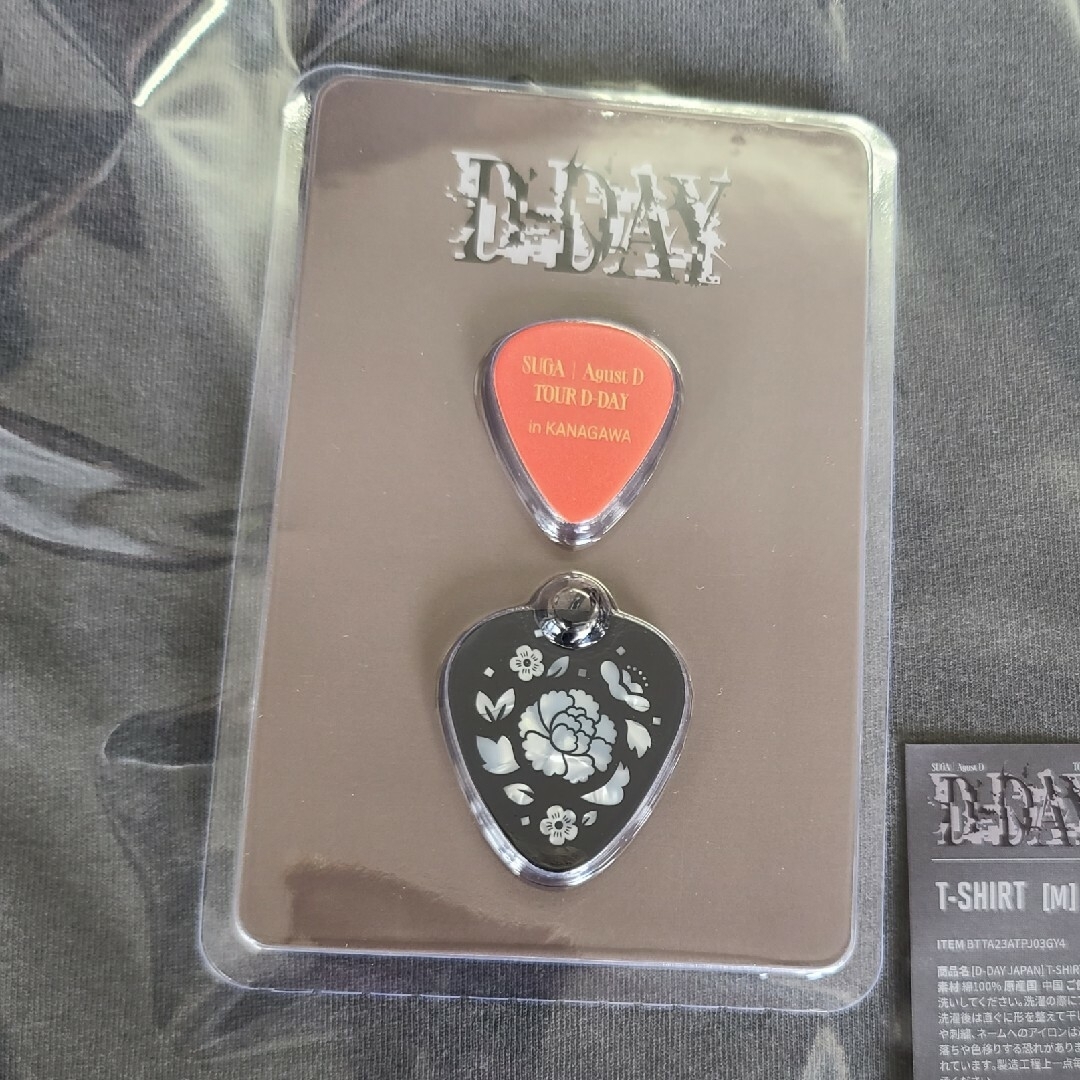 D-DAY
SUGA | Agust D
TOUR D-DAY
in KANAGAWA
SUGA | Agust D
D-DAY
T-SHIRT [M]
ITEM BTTA23ATPJ03GY4
商品名 [D-DAY JAPAN] T-SHIR
素材 綿100% 原産国 中国
洗いしてください。洗濯の際に
洗濯後は直ぐに形を整えて干し
や刺繍、ネームへのアイロンは
落ちや色移りする恐れがありま
れています。製造工程上一点毎